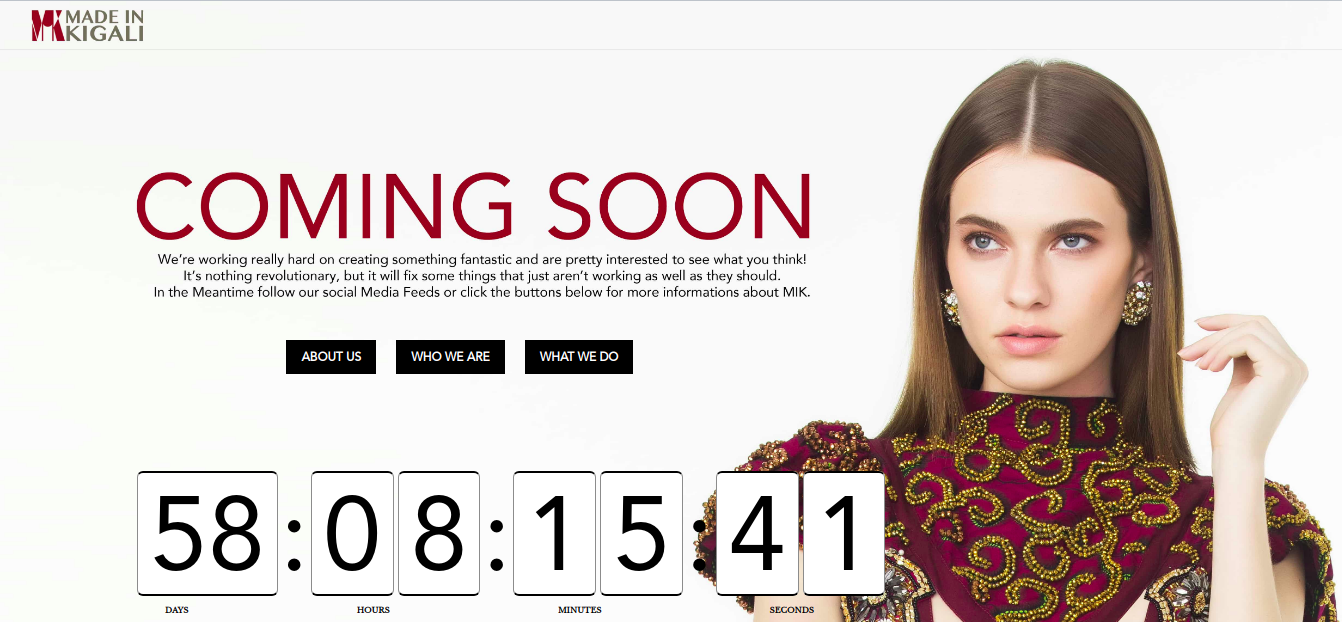 MADE IN
KIGALI
COMING SOON
We're working really hard on creating something fantastic and are pretty interested to see what you think!
It's nothing revolutionary, but it will fix some things that just aren't working as well as they should.
In the Meantime follow our social Media Feeds or click the buttons below for more informations about MIK.
ABOUT US WHO WE ARE WHAT WE DO
58 : 0 8 : 1 5 : 4 1
DAYS HOURS MINUTES SECONDS